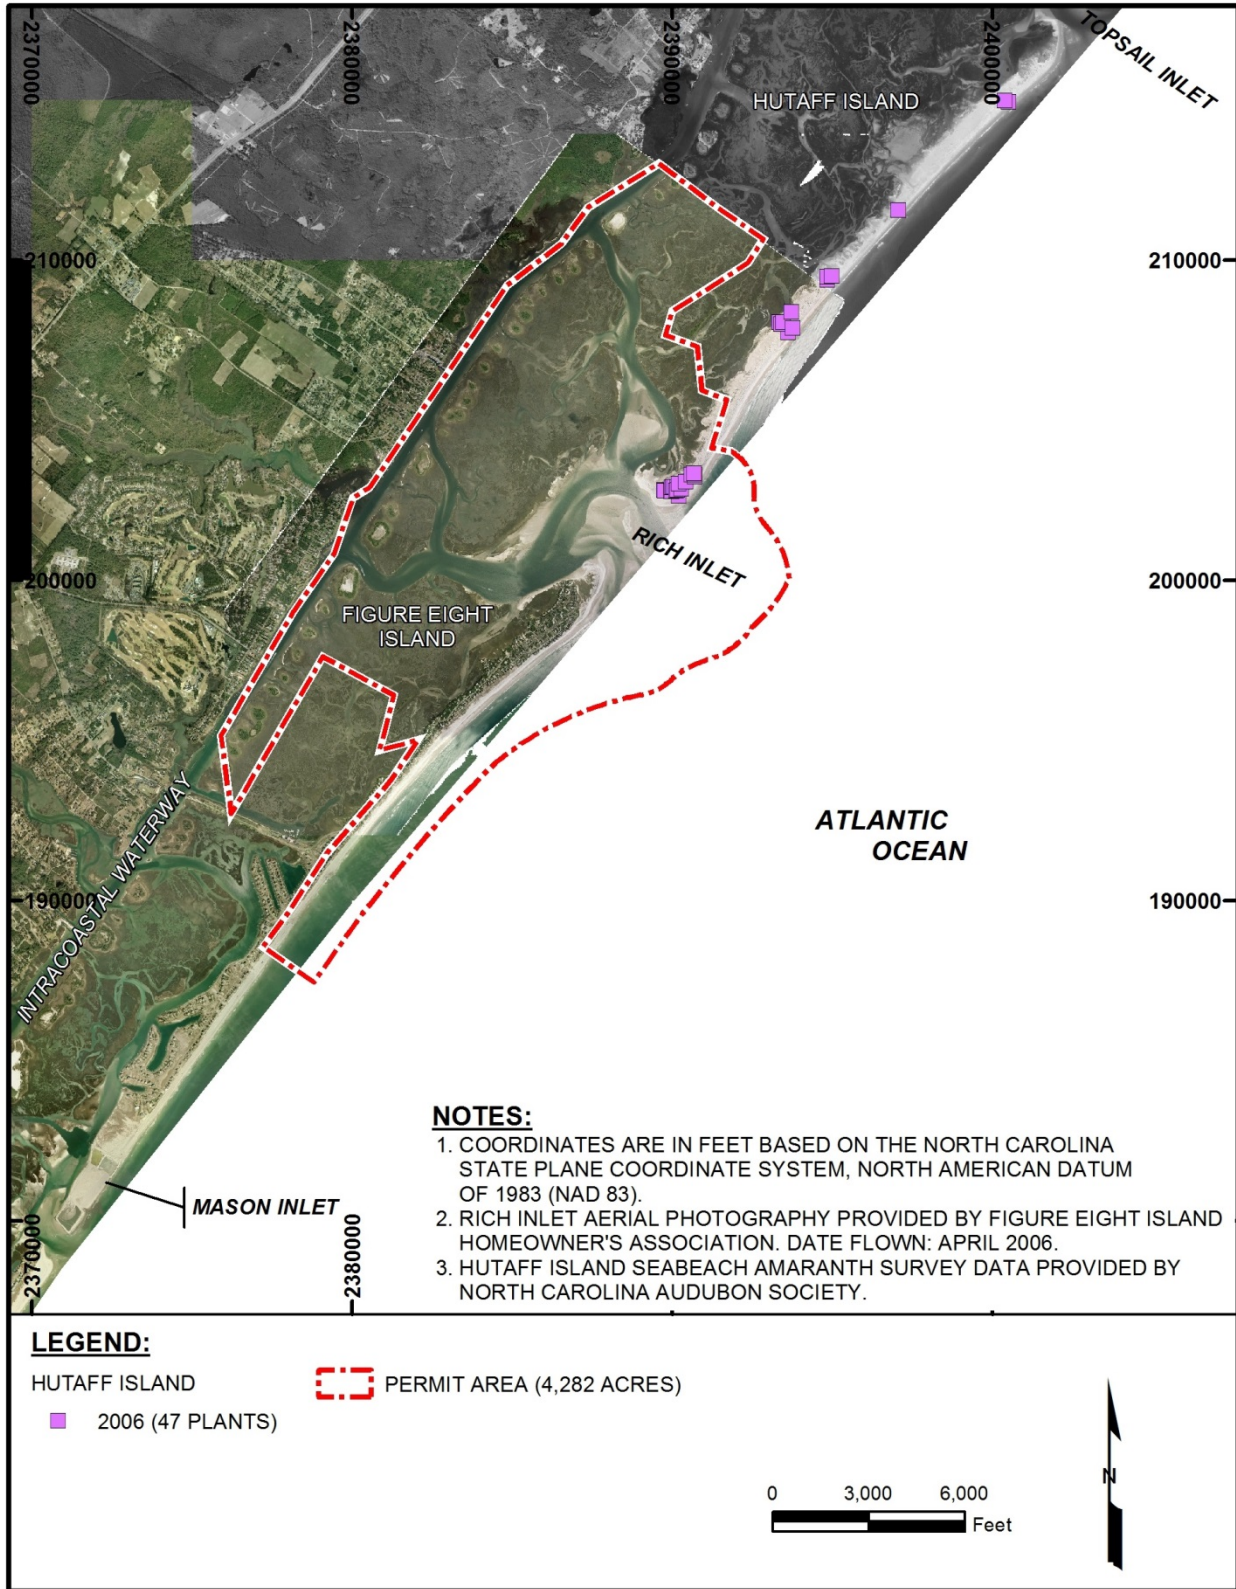 2370000
2380000
2390000
2400000
TOPSAIL INLET
HUTAFF ISLAND
210000
210000
RICH INLET
200000
200000
FIGURE EIGHT
ISLAND
INTRACOASTAL WATERWAY
ATLANTIC
OCEAN
190000
190000
MASON INLET
2370000
2380000
NOTES:
1. COORDINATES ARE IN FEET BASED ON THE NORTH CAROLINA
STATE PLANE COORDINATE SYSTEM, NORTH AMERICAN DATUM
OF 1983 (NAD 83).
2. RICH INLET AERIAL PHOTOGRAPHY PROVIDED BY FIGURE EIGHT ISLAND
HOMEOWNER'S ASSOCIATION. DATE FLOWN: APRIL 2006.
3. HUTAFF ISLAND SEABEACH AMARANTH SURVEY DATA PROVIDED BY
NORTH CAROLINA AUDUBON SOCIETY.
LEGEND:
HUTAFF ISLAND
PERMIT AREA (4,282 ACRES)
2006 (47 PLANTS)
N
0 3,000 6,000
Feet